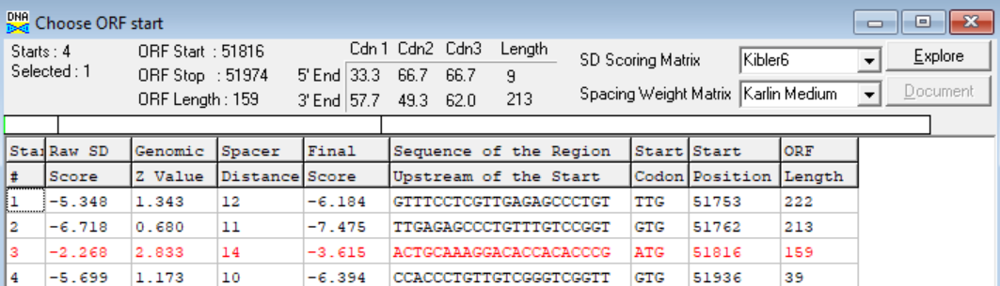 DNA Choose ORF start
Starts : 4 ORF Start : 51816 Cdn 1 Cdn2 Cdn3 Length SD Scoring Matrix Kibler6 Explore
Selected : 1 ORF Stop : 51974 5' End 33.3 66.7 66.7 9 Spacing Weight Matrix Karlin Medium Document
ORF Length : 159 3' End 57.7 49.3 62.0 213
Star Raw SD Genomic Spacer Final Sequence of the Region Start Start ORF
# Score Z Value Distance Score Upstream of the Start Codon Position Length
1 -5.348 1.343 12 -6.184 GTTTCCTCGTTGAGAGCCCTGT TTG 51753 222
2 -6.718 0.680 11 -7.475 TTGAGAGCCCTGTTTGTCCGGT GTG 51762 213
3 -2.268 2.833 14 -3.615 ACTGCAAAGGACACCACACCCG ATG 51816 159
4 -5.699 1.173 10 -6.394 CCACCCTGTTGTCGGGTCGGTT GTG 51936 39